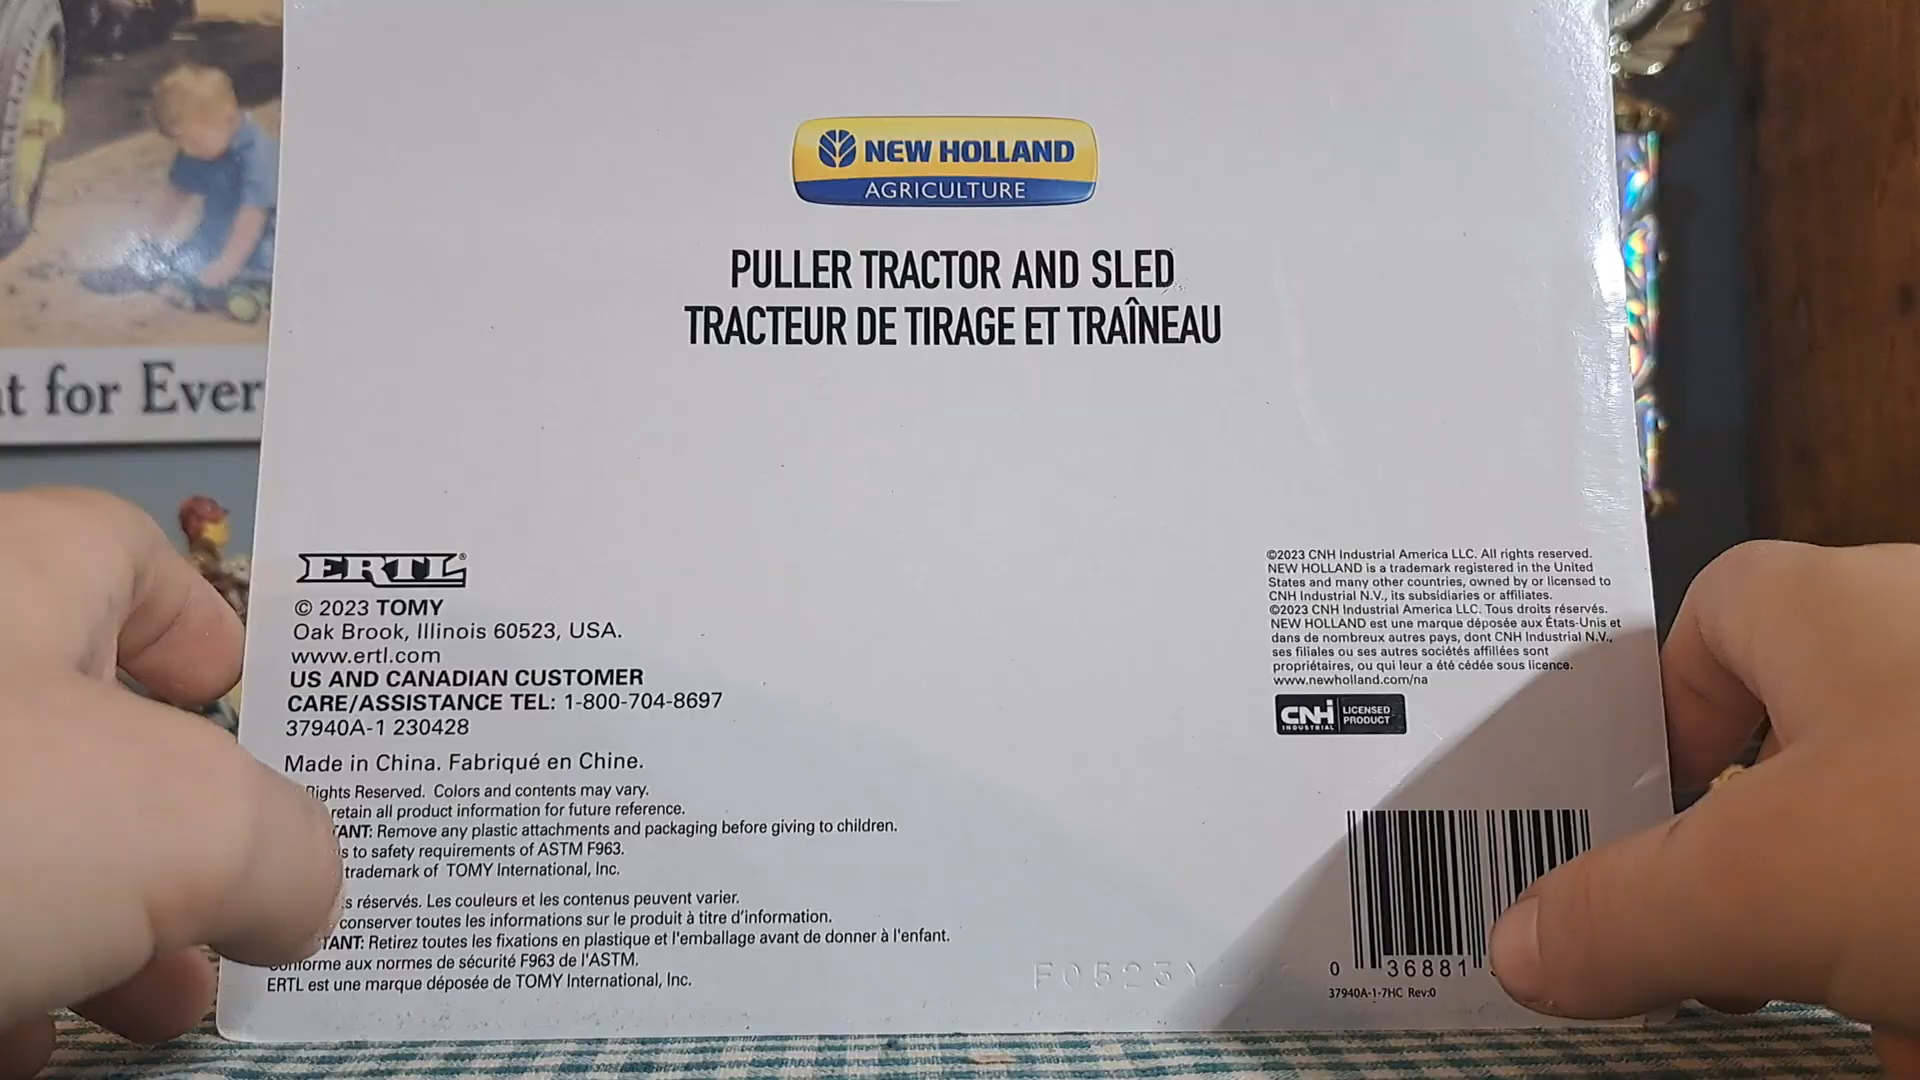 t for Ever
NEW HOLLAND
AGRICULTURE
PULLER TRACTOR AND SLED
TRACTEUR DE TIRAGE ET TRAÎNEAU
ERTL®
© 2023 TOMY
Oak Brook, Illinois 60523, USA.
www.ertl.com
US AND CANADIAN CUSTOMER
CARE/ASSISTANCE TEL: 1-800-704-8697
37940A-1 230428
Made in China. Fabriqué en Chine.
Rights Reserved. Colors and contents may vary.
retain all product information for future reference.
TANT: Remove any plastic attachments and packaging before giving to children.
s to safety requirements of ASTM F963.
trademark of TOMY International, Inc.
s réservés. Les couleurs et les contenus peuvent varier.
conserver toutes les informations sur le produit à titre d'information.
TANT: Retirez toutes les fixations en plastique et l'emballage avant de donner à l'enfant.
Conforme aux normes de sécurité F963 de l'ASTM.
ERTL est une marque déposée de TOMY International, Inc.
©2023 CNH Industrial America LLC. All rights reserved.
NEW HOLLAND is a trademark registered in the United
States and many other countries, owned by or licensed to
CNH Industrial N.V., its subsidiaries or affiliates.
©2023 CNH Industrial America LLC. Tous droits réservés.
NEW HOLLAND est une marque déposée aux États-Unis et
dans de nombreux autres pays, dont CNH Industrial N.V.,
ses filiales ou ses autres sociétés affiliées sont
propriétaires, ou qui leur a été cédée sous licence.
www.newholland.com/na
CNH INDUSTRIAL LICENSED
PRODUCT
0 36881
37940A-1-7HC Rev:0